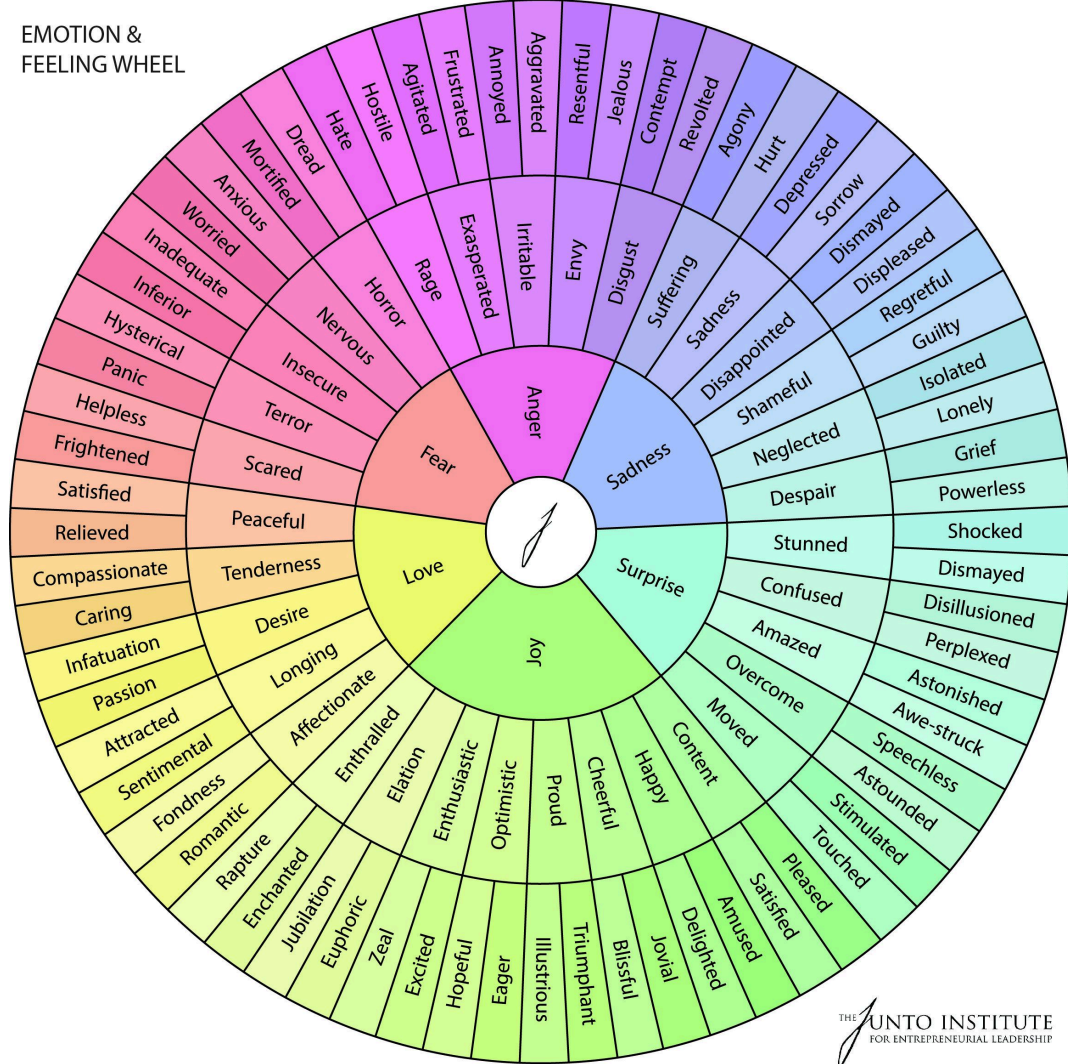 EMOTION &
FEELING WHEEL
Anger
Sadness
Surprise
Joy
Love
Fear
Rage
Exasperated
Irritable
Envy
Disgust
Suffering
Sadness
Disappointed
Shameful
Neglected
Despair
Stunned
Confused
Amazed
Overcome
Moved
Content
Happy
Cheerful
Proud
Optimistic
Enthusiastic
Elation
Enthralled
Affectionate
Longing
Desire
Tenderness
Peaceful
Scared
Terror
Insecure
Nervous
Horror
Hate
Hostile
Agitated
Frustrated
Annoyed
Aggravated
Resentful
Jealous
Contempt
Revolted
Agony
Hurt
Depressed
Sorrow
Dismayed
Displeased
Regretful
Guilty
Isolated
Lonely
Grief
Powerless
Shocked
Dismayed
Disillusioned
Perplexed
Astonished
Awe-struck
Speechless
Astounded
Stimulated
Touched
Pleased
Satisfied
Amused
Delighted
Jovial
Blissful
Triumphant
Illustrious
Eager
Hopeful
Excited
Zeal
Euphoric
Jubilation
Enchanted
Rapture
Romantic
Fondness
Sentimental
Attracted
Passion
Infatuation
Caring
Compassionate
Relieved
Satisfied
Frightened
Helpless
Panic
Hysterical
Inferior
Inadequate
Worried
Anxious
Mortified
Dread
THE JUNTO INSTITUTE
FOR ENTREPRENEURIAL LEADERSHIP